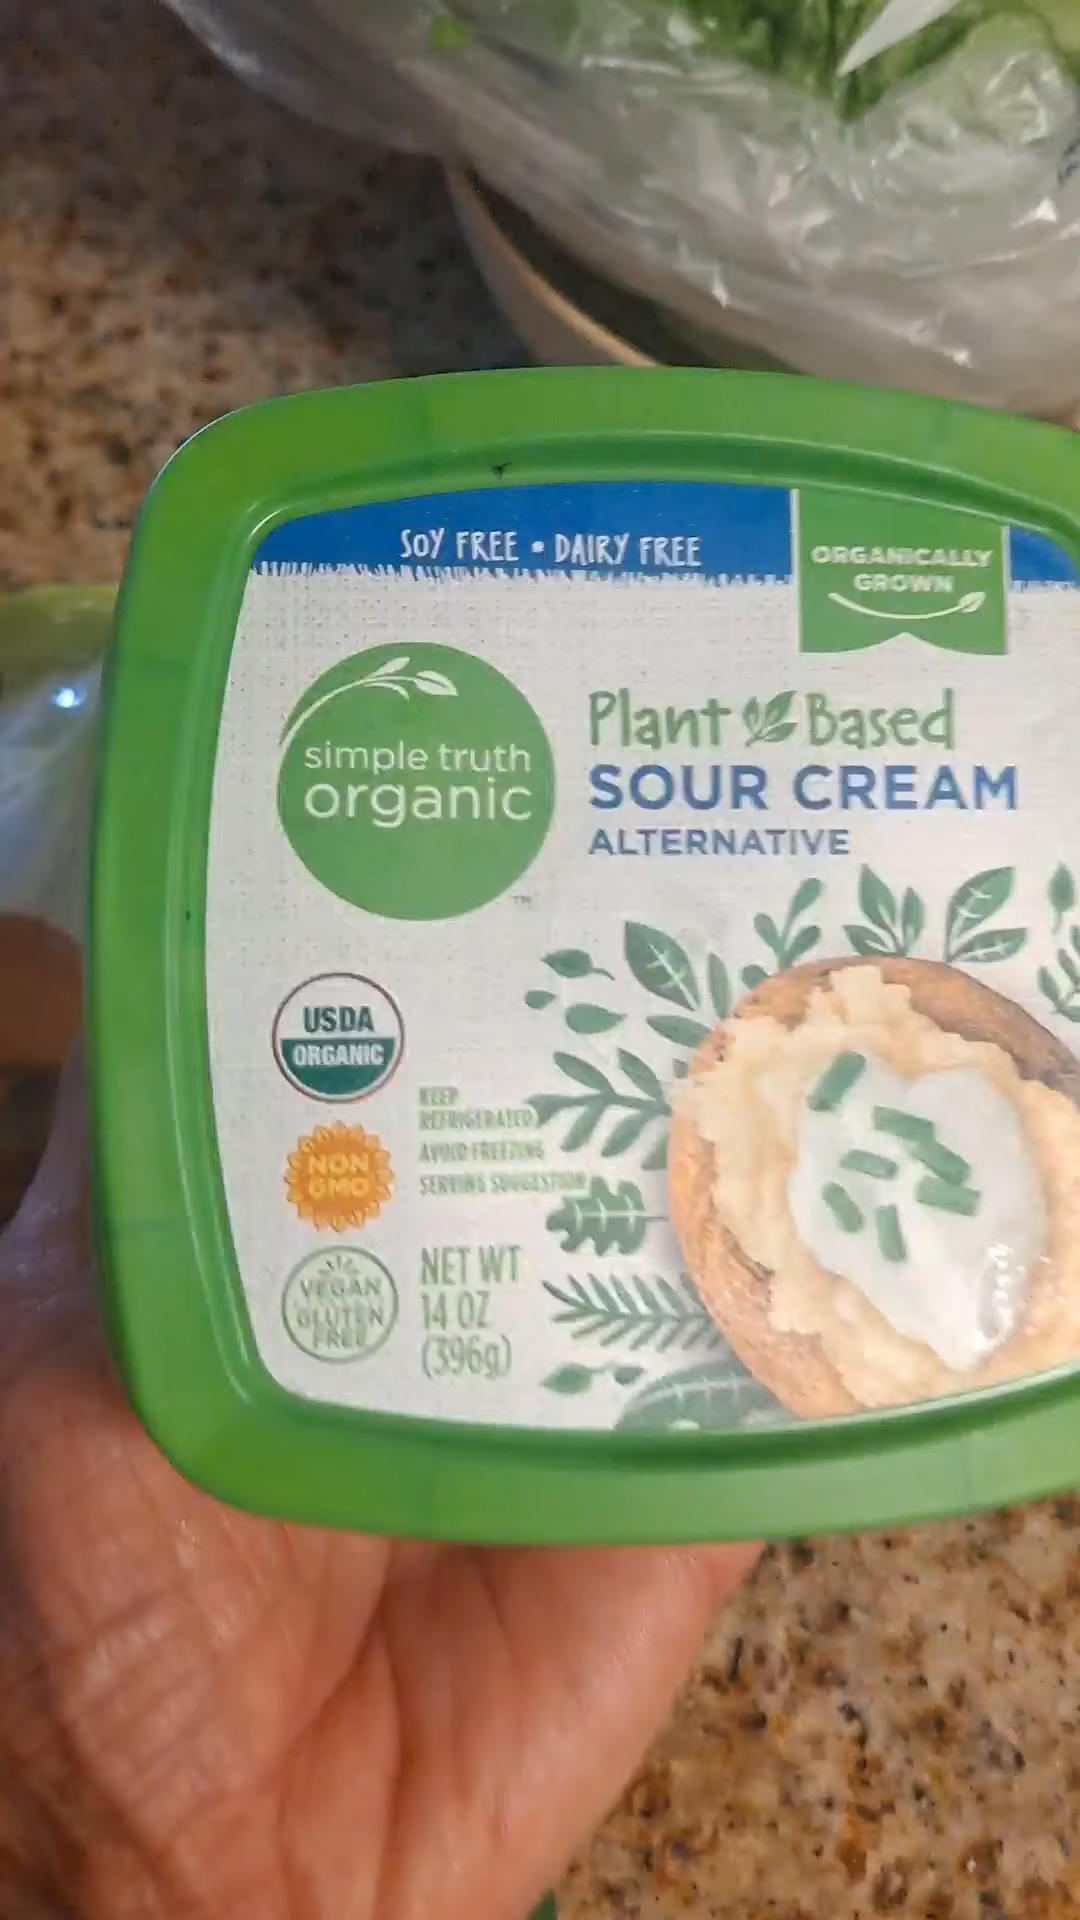 SOY FREE • DAIRY FREE
ORGANICALLY
GROWN
simple truth
organic
™
Plant Based
SOUR CREAM
ALTERNATIVE
USDA
ORGANIC
KEEP
REFRIGERATED
AVOID FREEZING
SERVING SUGGESTION
NON
GMO
VEGAN
GLUTEN
FREE
NET WT
14 OZ
(396g)